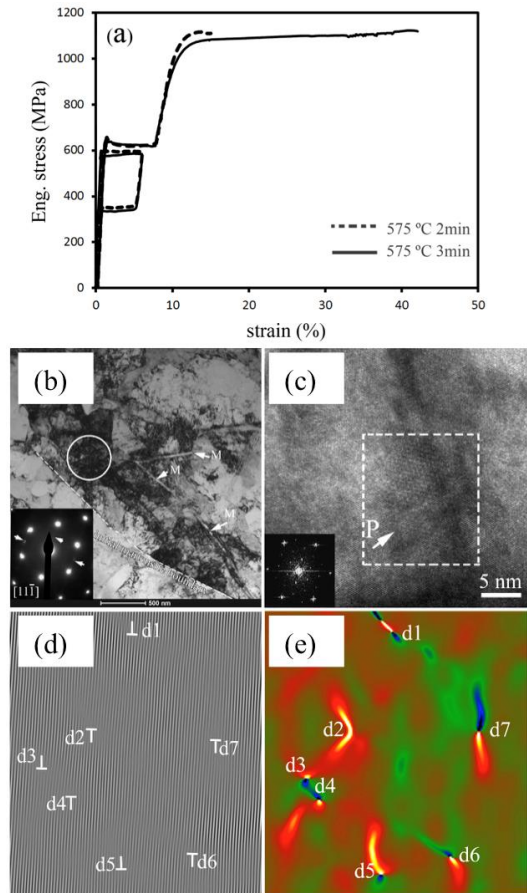 (a)
1200
1000
800
600
400
200
0
Eng. stress (MPa)
0 10 20 30 40 50
strain (%)
575 ºC 2min
575 ºC 3min
(b)
M
M
M
[111̄]
500 nm
(c)
P
5 nm
(d)
⊥ d1
d2 ⊤
⊤ d7
d3 ⊥
d4 ⊤
d5 ⊥
⊤ d6
(e)
d1
d2
d7
d3
d4
d5
d6